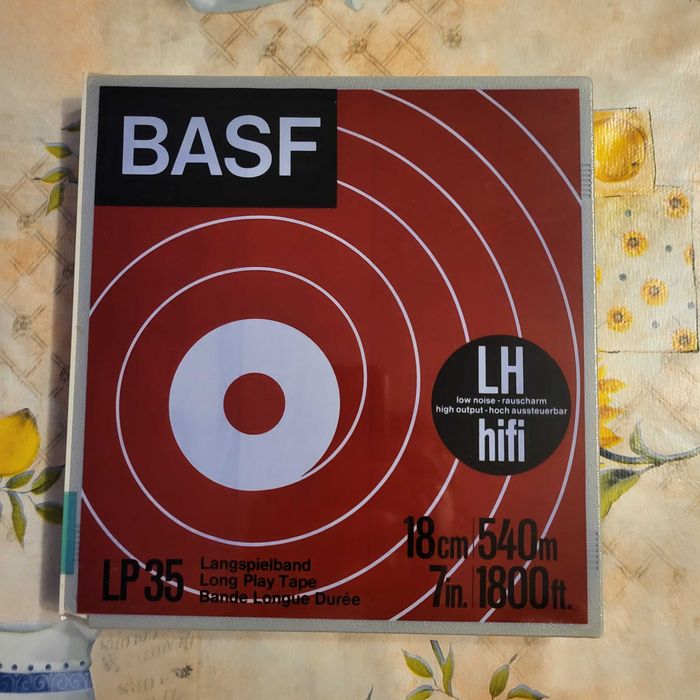 BASF
LH
low noise - rauscharm
high output - hoch aussteuerbar
hifi
18cm 540m
7in. 1800ft.
LP 35
Langspielband
Long Play Tape
Bande Longue Durée